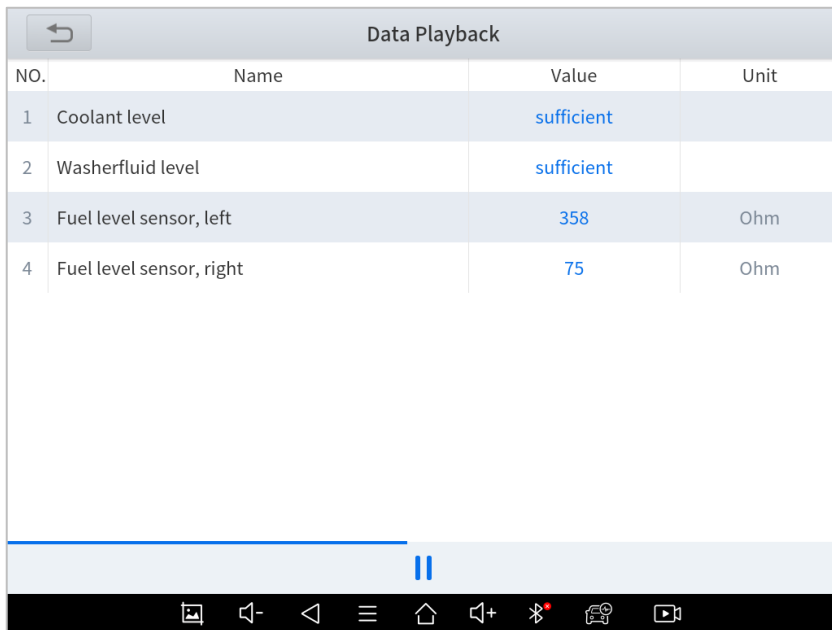 Data Playback
NO. Name Value Unit
1 Coolant level sufficient
2 Washerfluid level sufficient
3 Fuel level sensor, left 358 Ohm
4 Fuel level sensor, right 75 Ohm